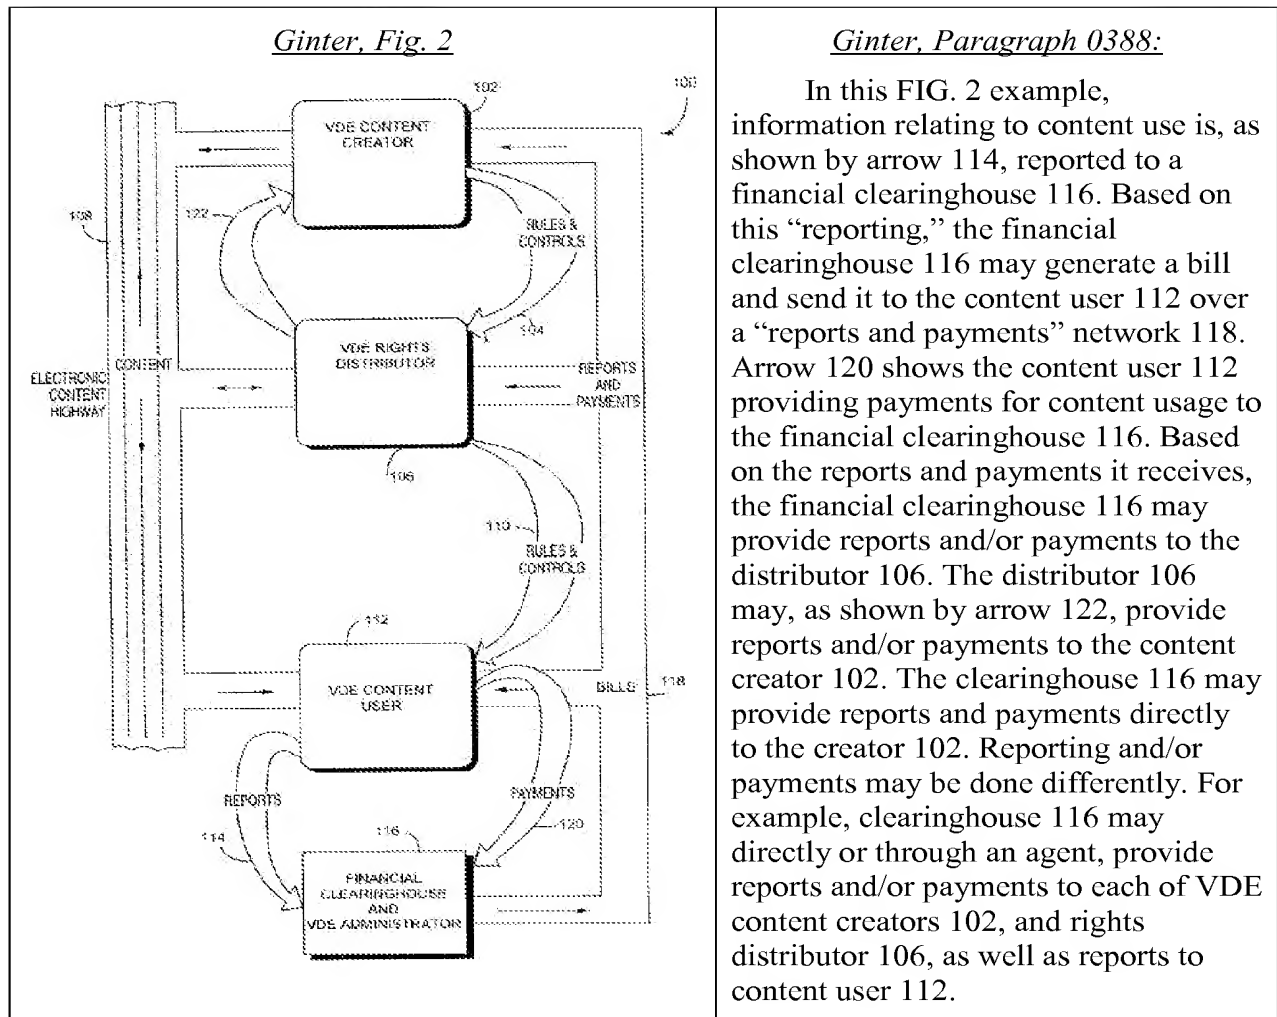 Ginter, Fig. 2
102
100
VDE CONTENT
CREATOR
122
108
RULES &
CONTROLS
104
VDE RIGHTS
DISTRIBUTOR
CONTENT
ELECTRONIC
CONTENT
HIGHWAY
REPORTS
AND
PAYMENTS
106
110
RULES &
CONTROLS
112
VDE CONTENT
USER
BILLS
118
REPORTS
PAYMENTS
114
116
120
FINANCIAL
CLEARINGHOUSE
AND
VDE ADMINISTRATOR
Ginter, Paragraph 0388:
In this FIG. 2 example,
information relating to content use is, as
shown by arrow 114, reported to a
financial clearinghouse 116. Based on
this “reporting,” the financial
clearinghouse 116 may generate a bill
and send it to the content user 112 over
a “reports and payments” network 118.
Arrow 120 shows the content user 112
providing payments for content usage to
the financial clearinghouse 116. Based
on the reports and payments it receives,
the financial clearinghouse 116 may
provide reports and/or payments to the
distributor 106. The distributor 106
may, as shown by arrow 122, provide
reports and/or payments to the content
creator 102. The clearinghouse 116 may
provide reports and payments directly
to the creator 102. Reporting and/or
payments may be done differently. For
example, clearinghouse 116 may
directly or through an agent, provide
reports and/or payments to each of VDE
content creators 102, and rights
distributor 106, as well as reports to
content user 112.